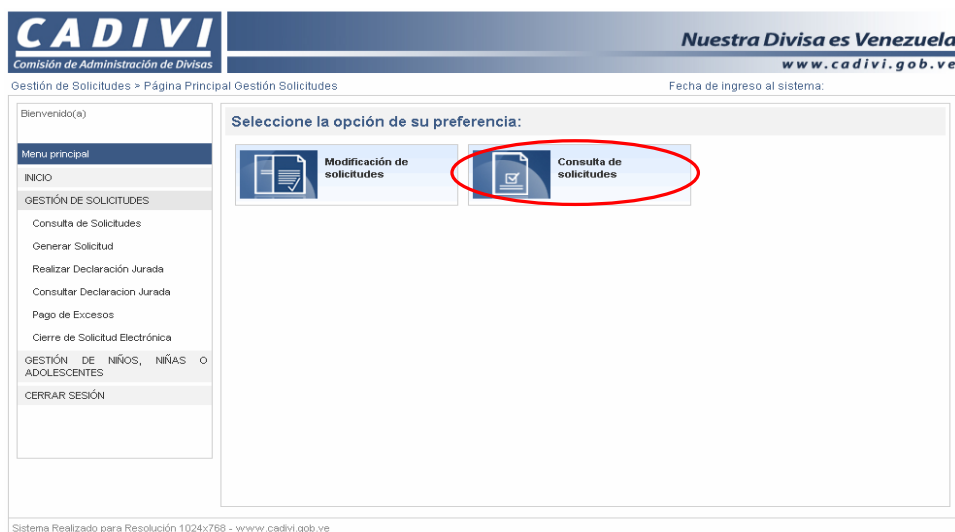 CADIVI
Comisión de Administración de Divisas
Nuestra Divisa es Venezuela
www.cadivi.gob.ve
Gestión de Solicitudes > Página Principal Gestión Solicitudes
Fecha de ingreso al sistema:
Bienvenido(a)
Menu principal
INICIO
GESTIÓN DE SOLICITUDES
Consulta de Solicitudes
Generar Solicitud
Realizar Declaración Jurada
Consultar Declaracion Jurada
Pago de Excesos
Cierre de Solicitud Electrónica
GESTIÓN DE NIÑOS, NIÑAS O
ADOLESCENTES
CERRAR SESIÓN
Seleccione la opción de su preferencia:
Modificación de
solicitudes
Consulta de
solicitudes
Sistema Realizado para Resolución 1024x768 - www.cadivi.gob.ve